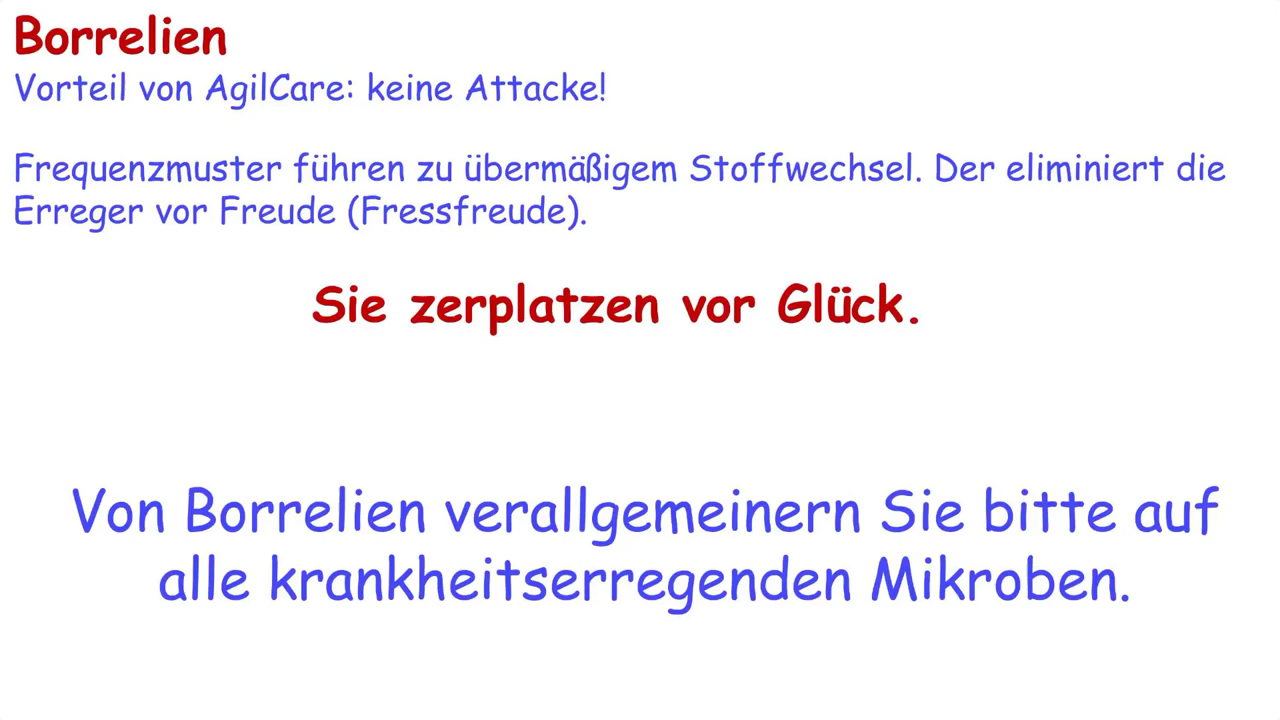 Borrelien
Vorteil von AgilCare: keine Attacke!
Frequenzmuster führen zu übermäßigem Stoffwechsel. Der eliminiert die
Erreger vor Freude (Fressfreude).
Sie zerplatzen vor Glück.
Von Borrelien verallgemeinern Sie bitte auf
alle krankheitserregenden Mikroben.